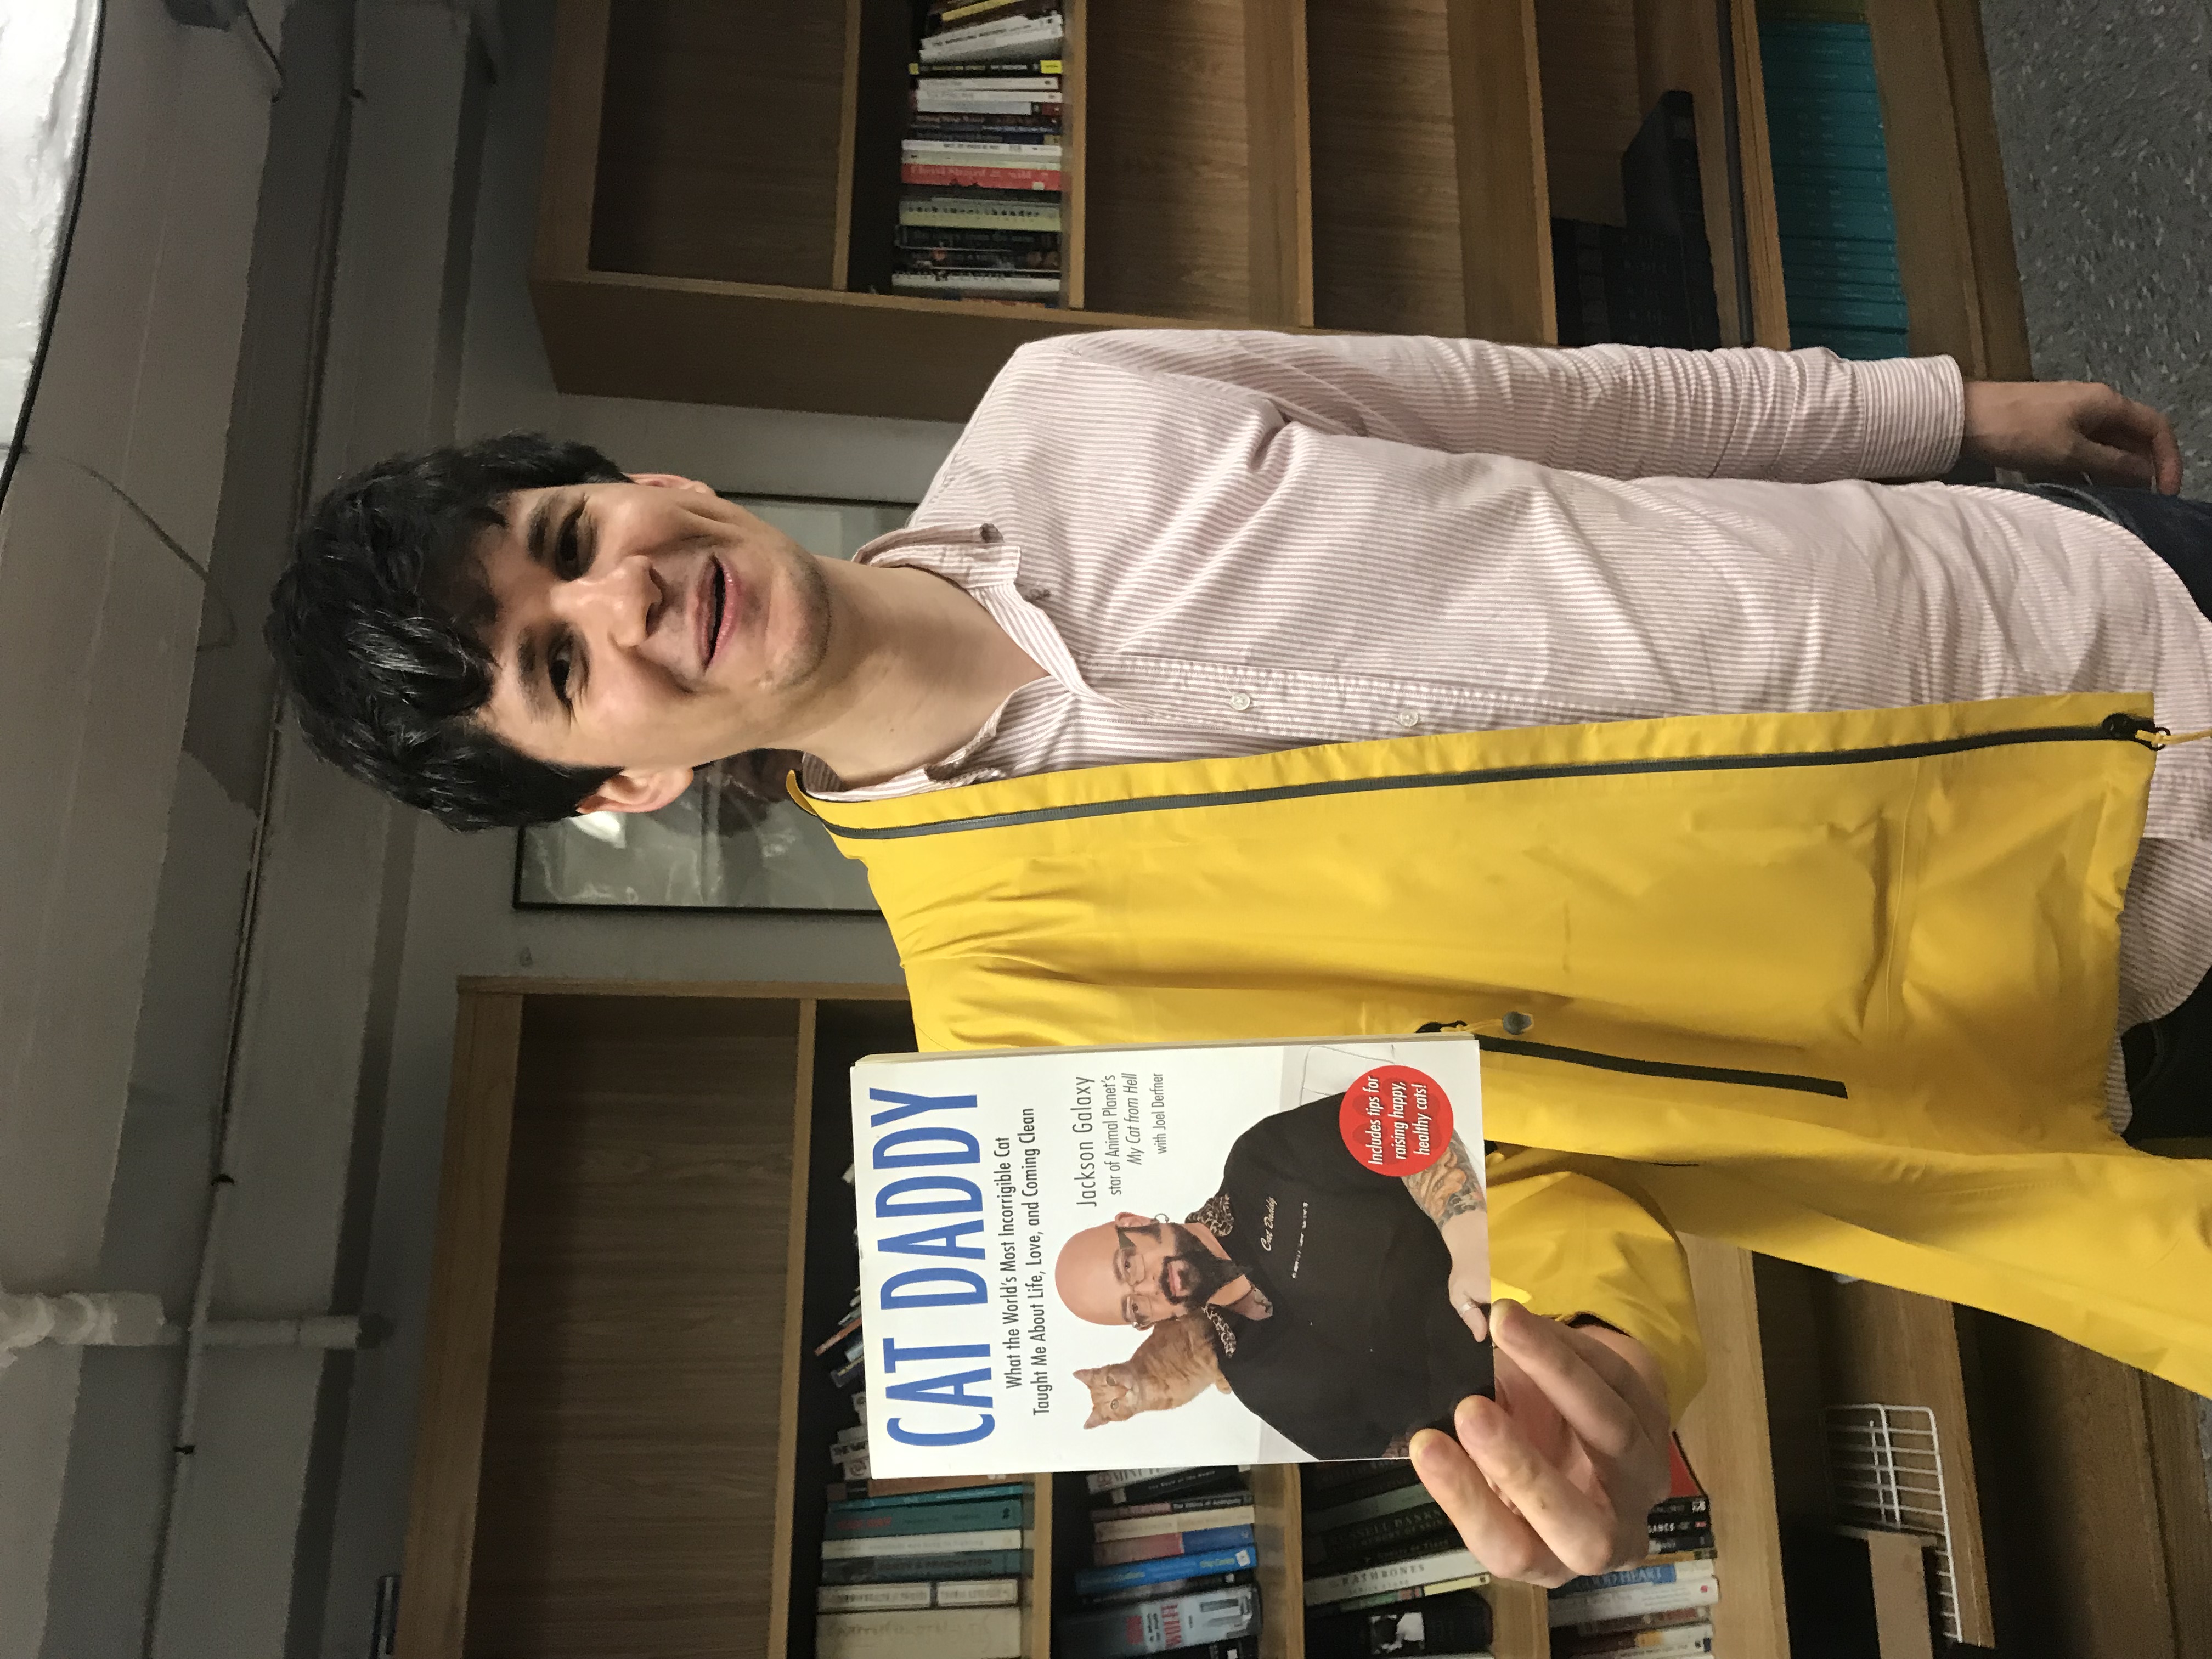 CAT DADDY
What the World's Most Incorrigible Cat
Taught Me About Life, Love, and Coming Clean
Jackson Galaxy
star of Animal Planet's
My Cat from Hell
with Joel Derfner
Cat Daddy
Includes tips for
raising happy,
healthy cats!
WOLFE